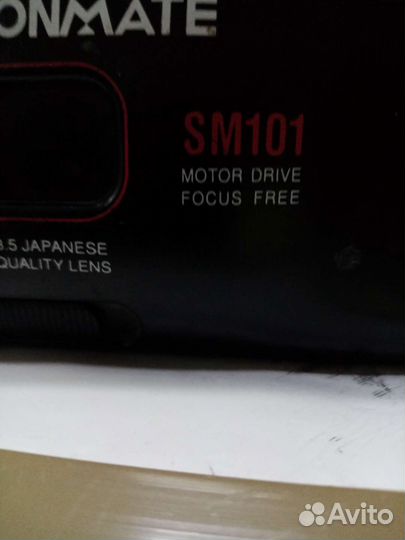 ONMATE
SM101
MOTOR DRIVE
FOCUS FREE
3.5 JAPANESE
QUALITY LENS
Avito